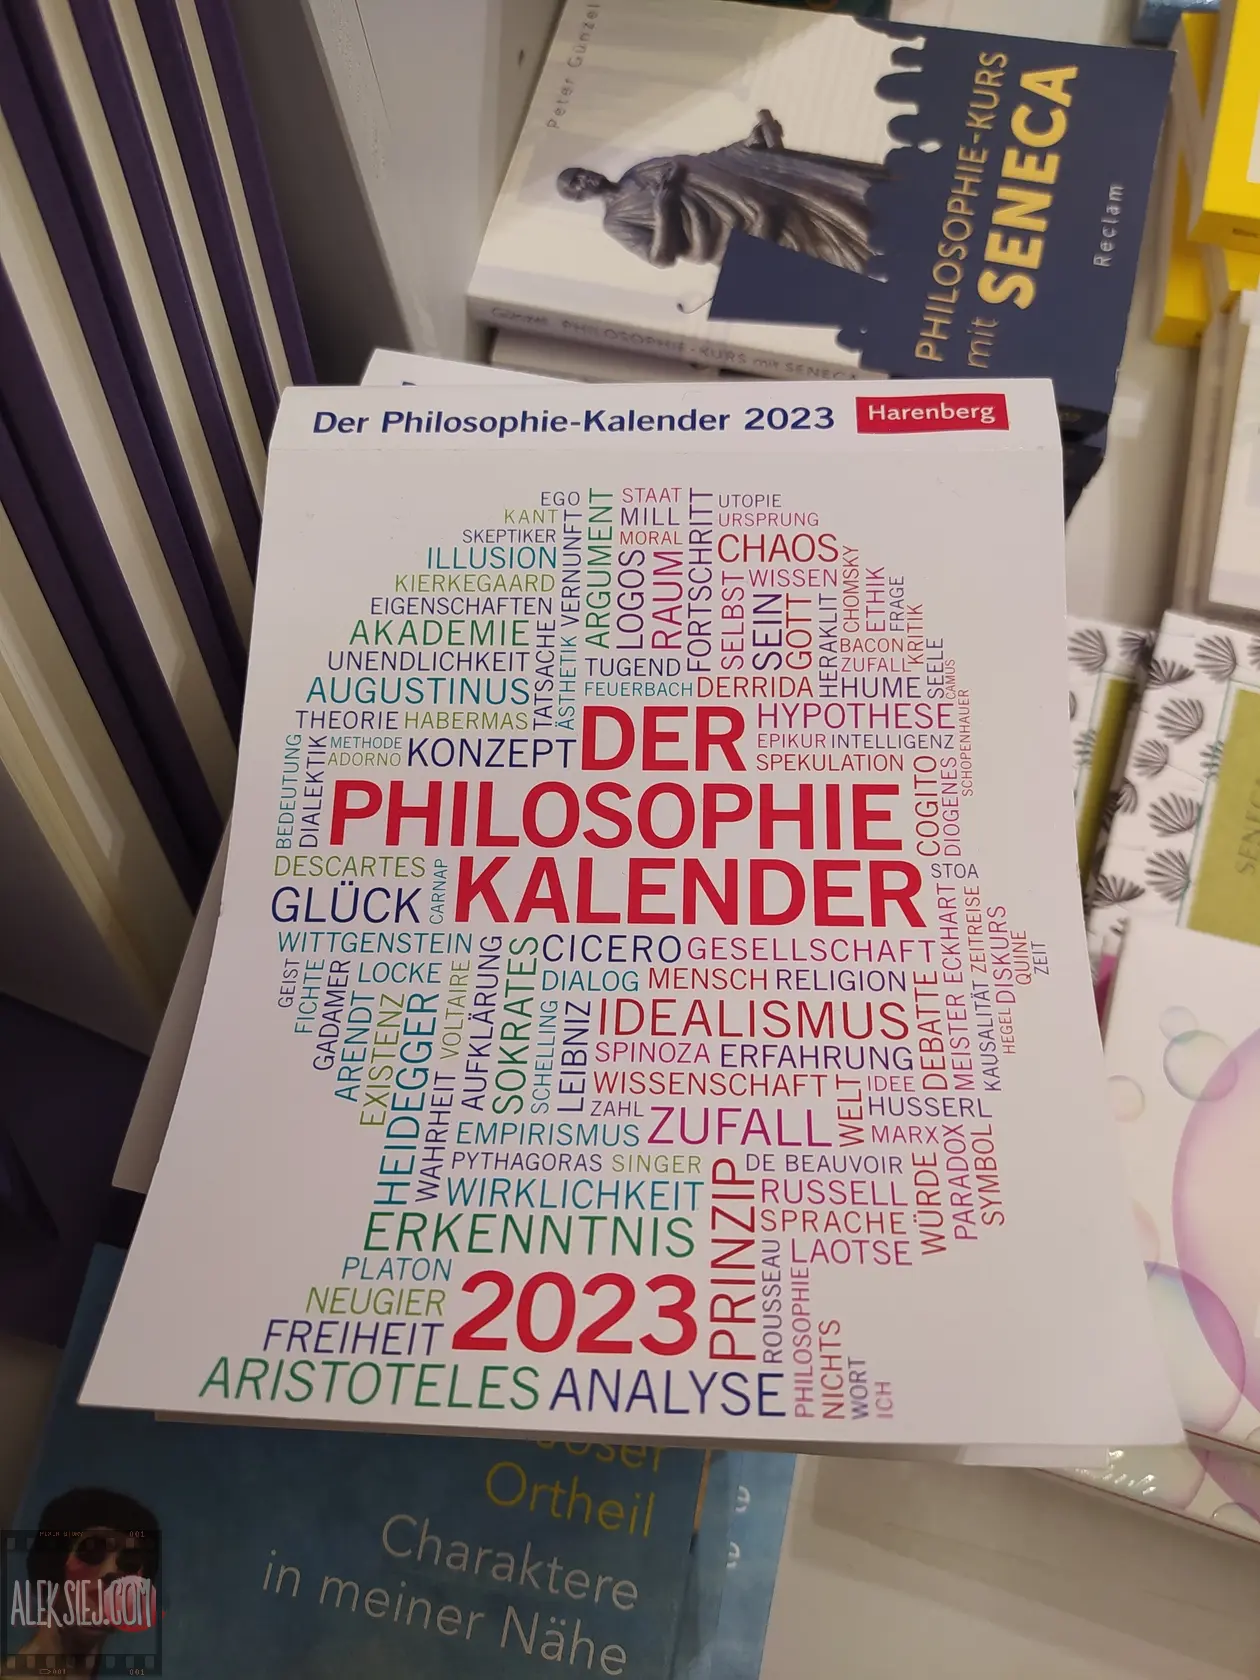 Peter Günzel
PHILOSOPHIE-KURS
mit SENECA
Reclam
PHILOSOPHIE-KURS mit SENECA
Der Philosophie-Kalender 2023
Harenberg
EGO
STAAT
UTOPIE
KANT
MILL
URSPRUNG
SKEPTIKER
VERNUNFT
ARGUMENT
MORAL
FORTSCHRITT
CHAOS
ILLUSION
LOGOS
RAUM
WISSEN
CHOMSKY
KIERKEGAARD
SELBST
SEIN
GOTT
HERAKLIT
ETHIK
FRAGE
EIGENSCHAFTEN
AKADEMIE
TATSACHE
ÄSTHETIK
BACON
KRITIK
UNENDLICHKEIT
TUGEND
ZUFALL
SEELE
CAMUS
AUGUSTINUS
FEUERBACH
DERRIDA
HUME
THEORIE
HABERMAS
DER
HYPOTHESE
SCHOPENHAUER
BEDEUTUNG
DIALEKTIK
METHODE
ADORNO
KONZEPT
EPIKUR
INTELLIGENZ
SPEKULATION
COGITO
DIOGENES
PHILOSOPHIE
DESCARTES
CARNAP
KALENDER
STOA
GLÜCK
WITTGENSTEIN
CICERO
GESELLSCHAFT
MEISTER ECKHART
ZEITREISE
DISKURS
QUINE
ZEIT
GEIST
FICHTE
GADAMER
LOCKE
VOLTAIRE
AUFKLÄRUNG
SOKRATES
DIALOG
MENSCH
RELIGION
DEBATTE
KAUSALITÄT
HEGEL
ARENDT
EXISTENZ
HEIDEGGER
SCHELLING
LEIBNIZ
IDEALISMUS
SPINOZA
ERFAHRUNG
WAHRHEIT
WISSENSCHAFT
WELT
IDEE
ZAHL
ZUFALL
HUSSERL
EMPIRISMUS
MARX
PARADOX
SYMBOL
PYTHAGORAS
SINGER
PRINZIP
DE BEAUVOIR
WÜRDE
WIRKLICHKEIT
RUSSELL
ERKENNTNIS
SPRACHE
PLATON
ROUSSEAU
LAOTSE
NEUGIER
2023
PHILOSOPHIE
FREIHEIT
NICHTS
WORT
ICH
ARISTOTELES
ANALYSE
Josef
Ortheil
Charaktere
in meiner Nähe
ALEKSIEJ.COM